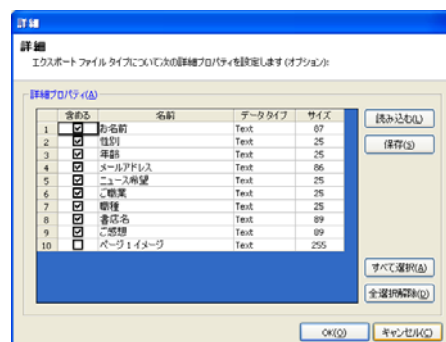 詳細
詳細
エクスポート ファイル タイプについて次の詳細プロパティを設定します (オプション):
詳細プロパティ(A)
含める 名前 データ タイプ サイズ
1 お名前 Text 87
2 性別 Text 25
3 年齢 Text 25
4 メールアドレス Text 86
5 ニュース希望 Text 25
6 ご職業 Text 25
7 職種 Text 25
8 書店名 Text 89
9 ご感想 Text 89
10 ページ 1 イメージ Text 255
読み込む(L)
保存(S)
すべて選択(A)
全選択解除(D)
OK(O) キャンセル(C)